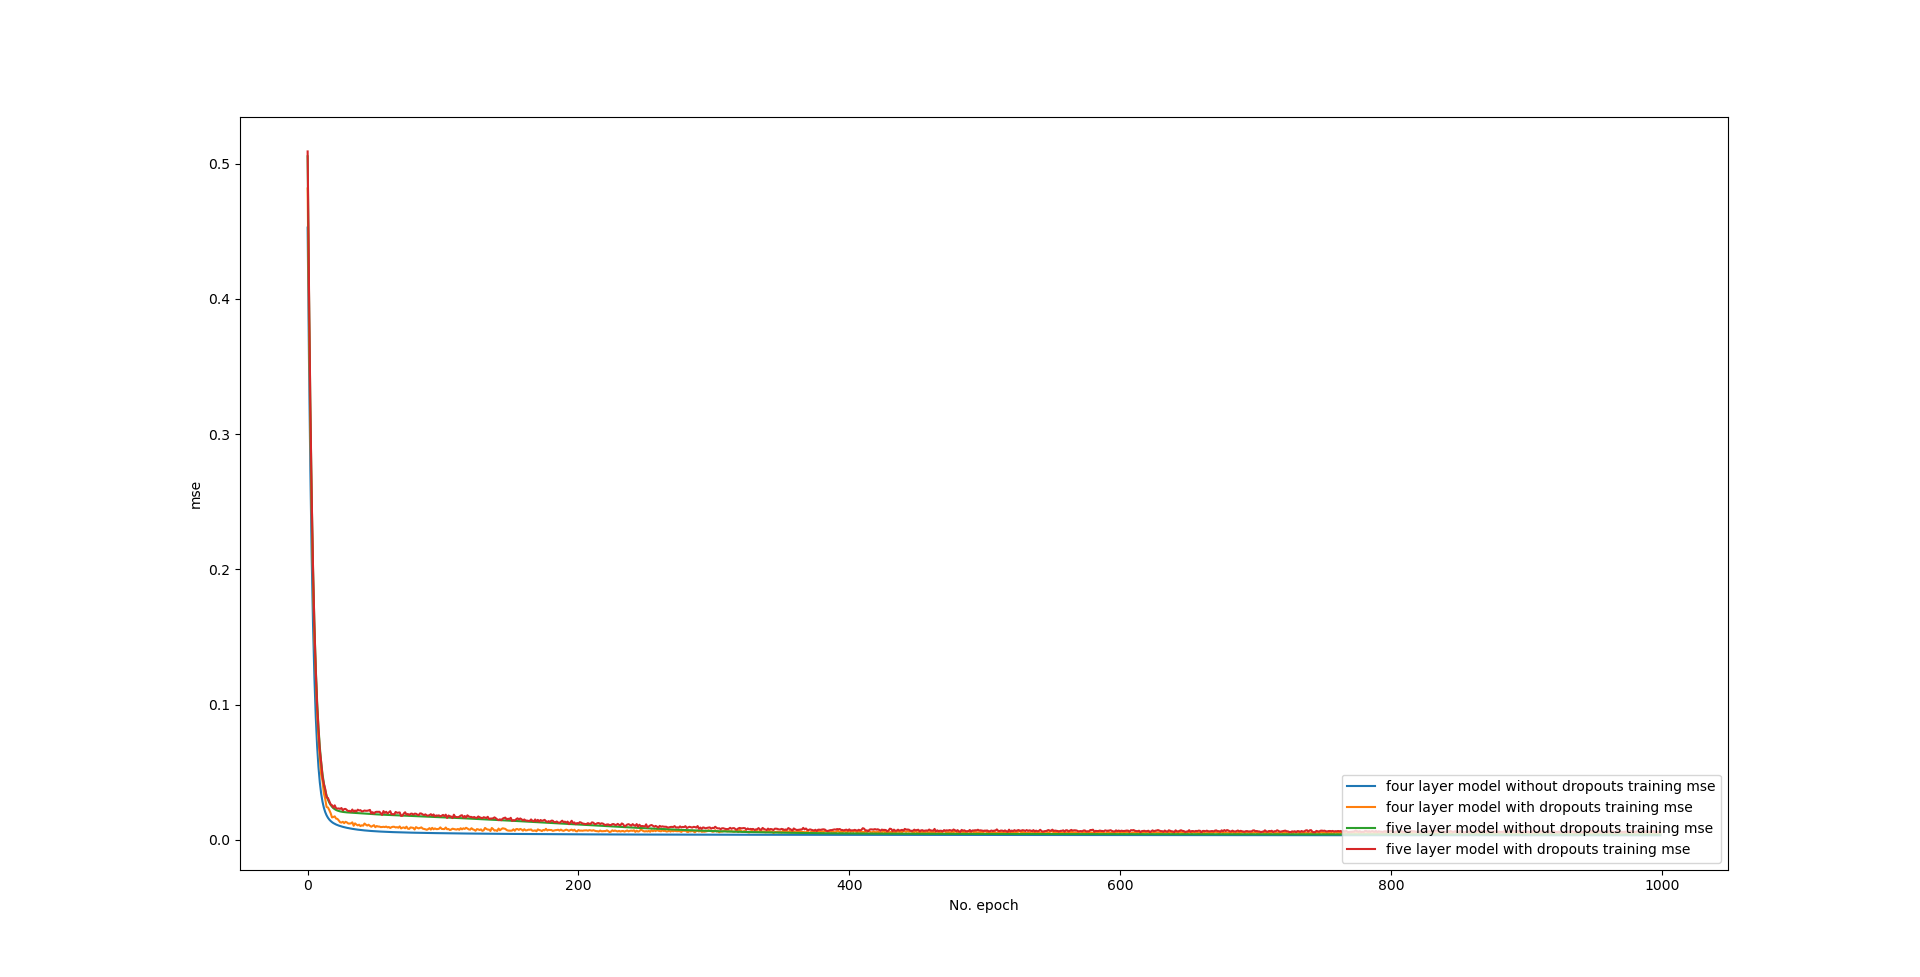 0.5
0.4
0.3
0.2
0.1
0.0
mse
four layer model without dropouts training mse
four layer model with dropouts training mse
five layer model without dropouts training mse
five layer model with dropouts training mse
0 200 400 600 800 1000
No. epoch